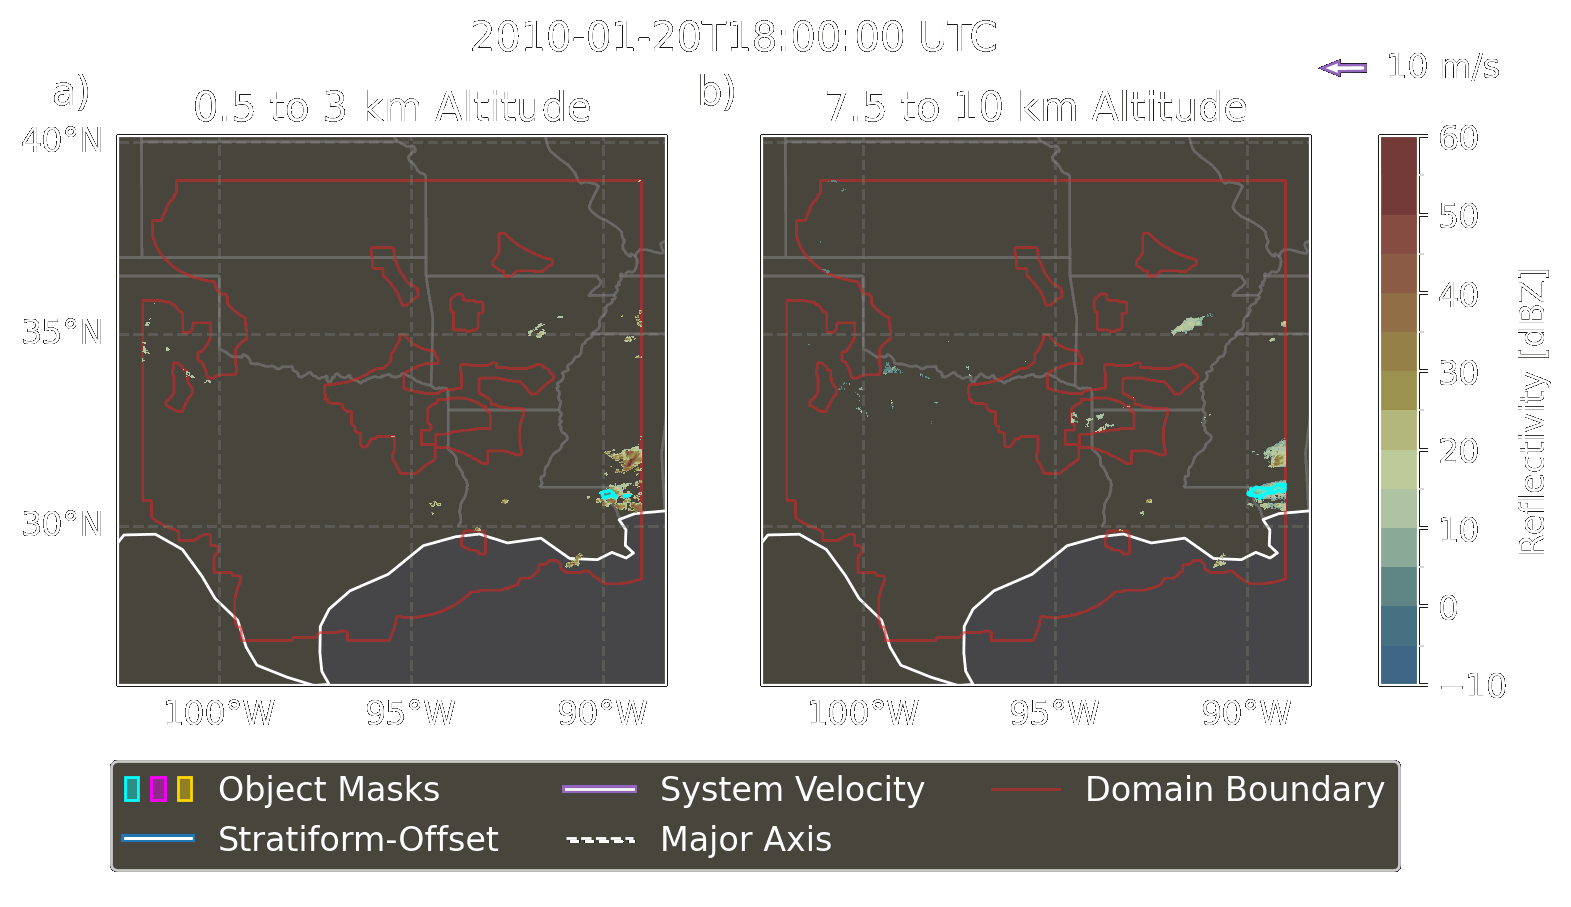 2010-01-20T18:00:00 UTC
10 m/s
a)
0.5 to 3 km Altitude
b)
7.5 to 10 km Altitude
40°N
35°N
30°N
100°W
95°W
90°W
100°W
95°W
90°W
60
50
40
30
20
10
0
−10
Reflectivity [dBZ]
Object Masks
System Velocity
Domain Boundary
Stratiform-Offset
Major Axis